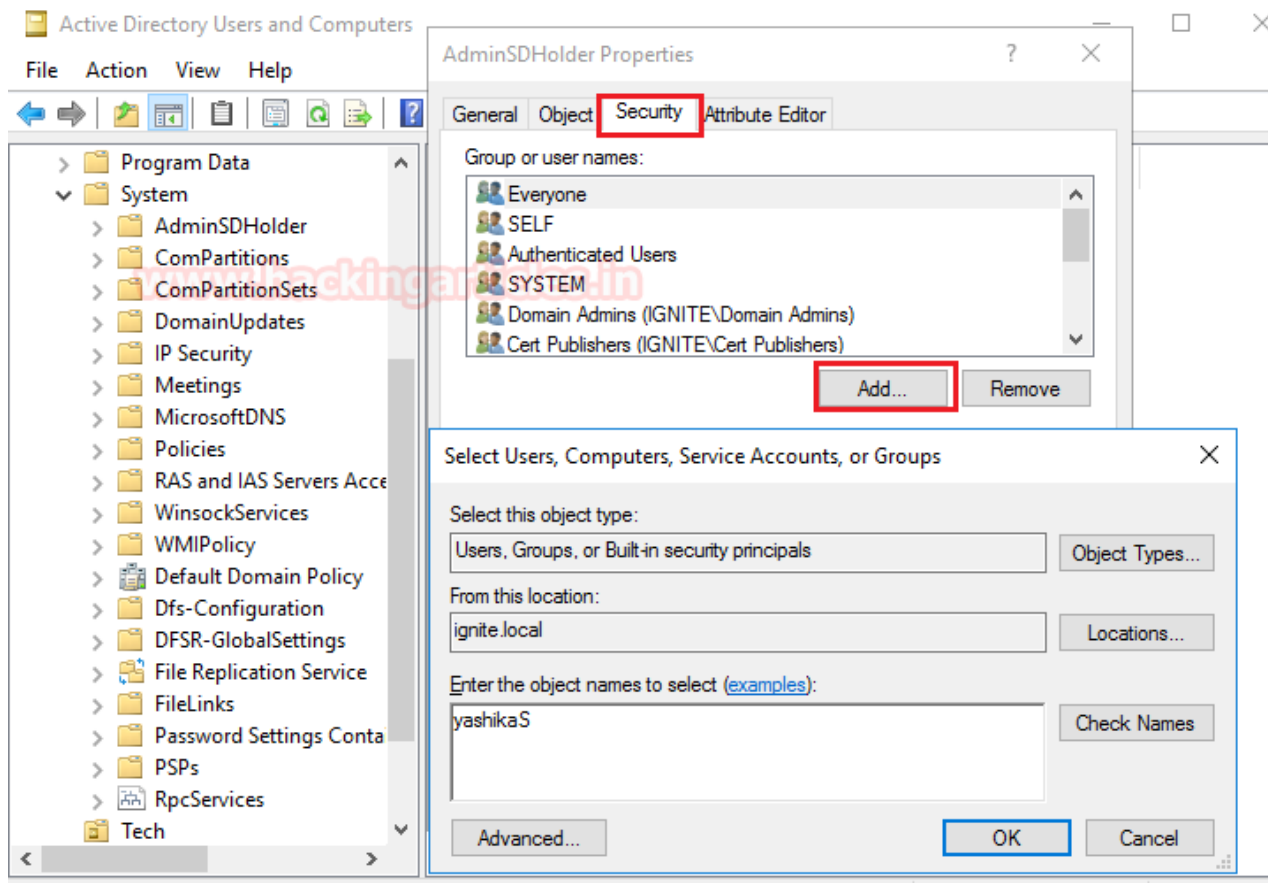 Active Directory Users and Computers
File Action View Help
Program Data
System
AdminSDHolder
ComPartitions
ComPartitionSets
DomainUpdates
IP Security
Meetings
MicrosoftDNS
Policies
RAS and IAS Servers Acce
WinsockServices
WMIPolicy
Default Domain Policy
Dfs-Configuration
DFSR-GlobalSettings
File Replication Service
FileLinks
Password Settings Conta
PSPs
RpcServices
Tech
www.hackingarticles.in
AdminSDHolder Properties
General Object Security Attribute Editor
Group or user names:
Everyone
SELF
Authenticated Users
SYSTEM
Domain Admins (IGNITE\Domain Admins)
Cert Publishers (IGNITE\Cert Publishers)
Add... Remove
Select Users, Computers, Service Accounts, or Groups
Select this object type:
Users, Groups, or Built-in security principals
Object Types...
From this location:
ignite.local
Locations...
Enter the object names to select (examples):
yashikaS
Check Names
Advanced... OK Cancel